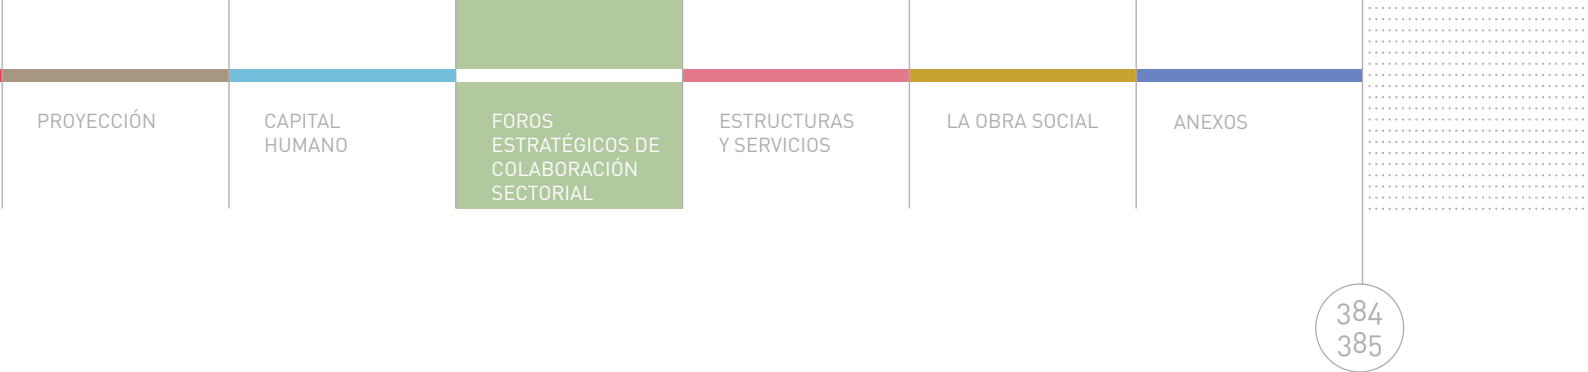 PROYECCIÓN
CAPITAL
HUMANO
FOROS
ESTRATÉGICOS DE
COLABORACIÓN
SECTORIAL
ESTRUCTURAS
Y SERVICIOS
LA OBRA SOCIAL
ANEXOS
384
385